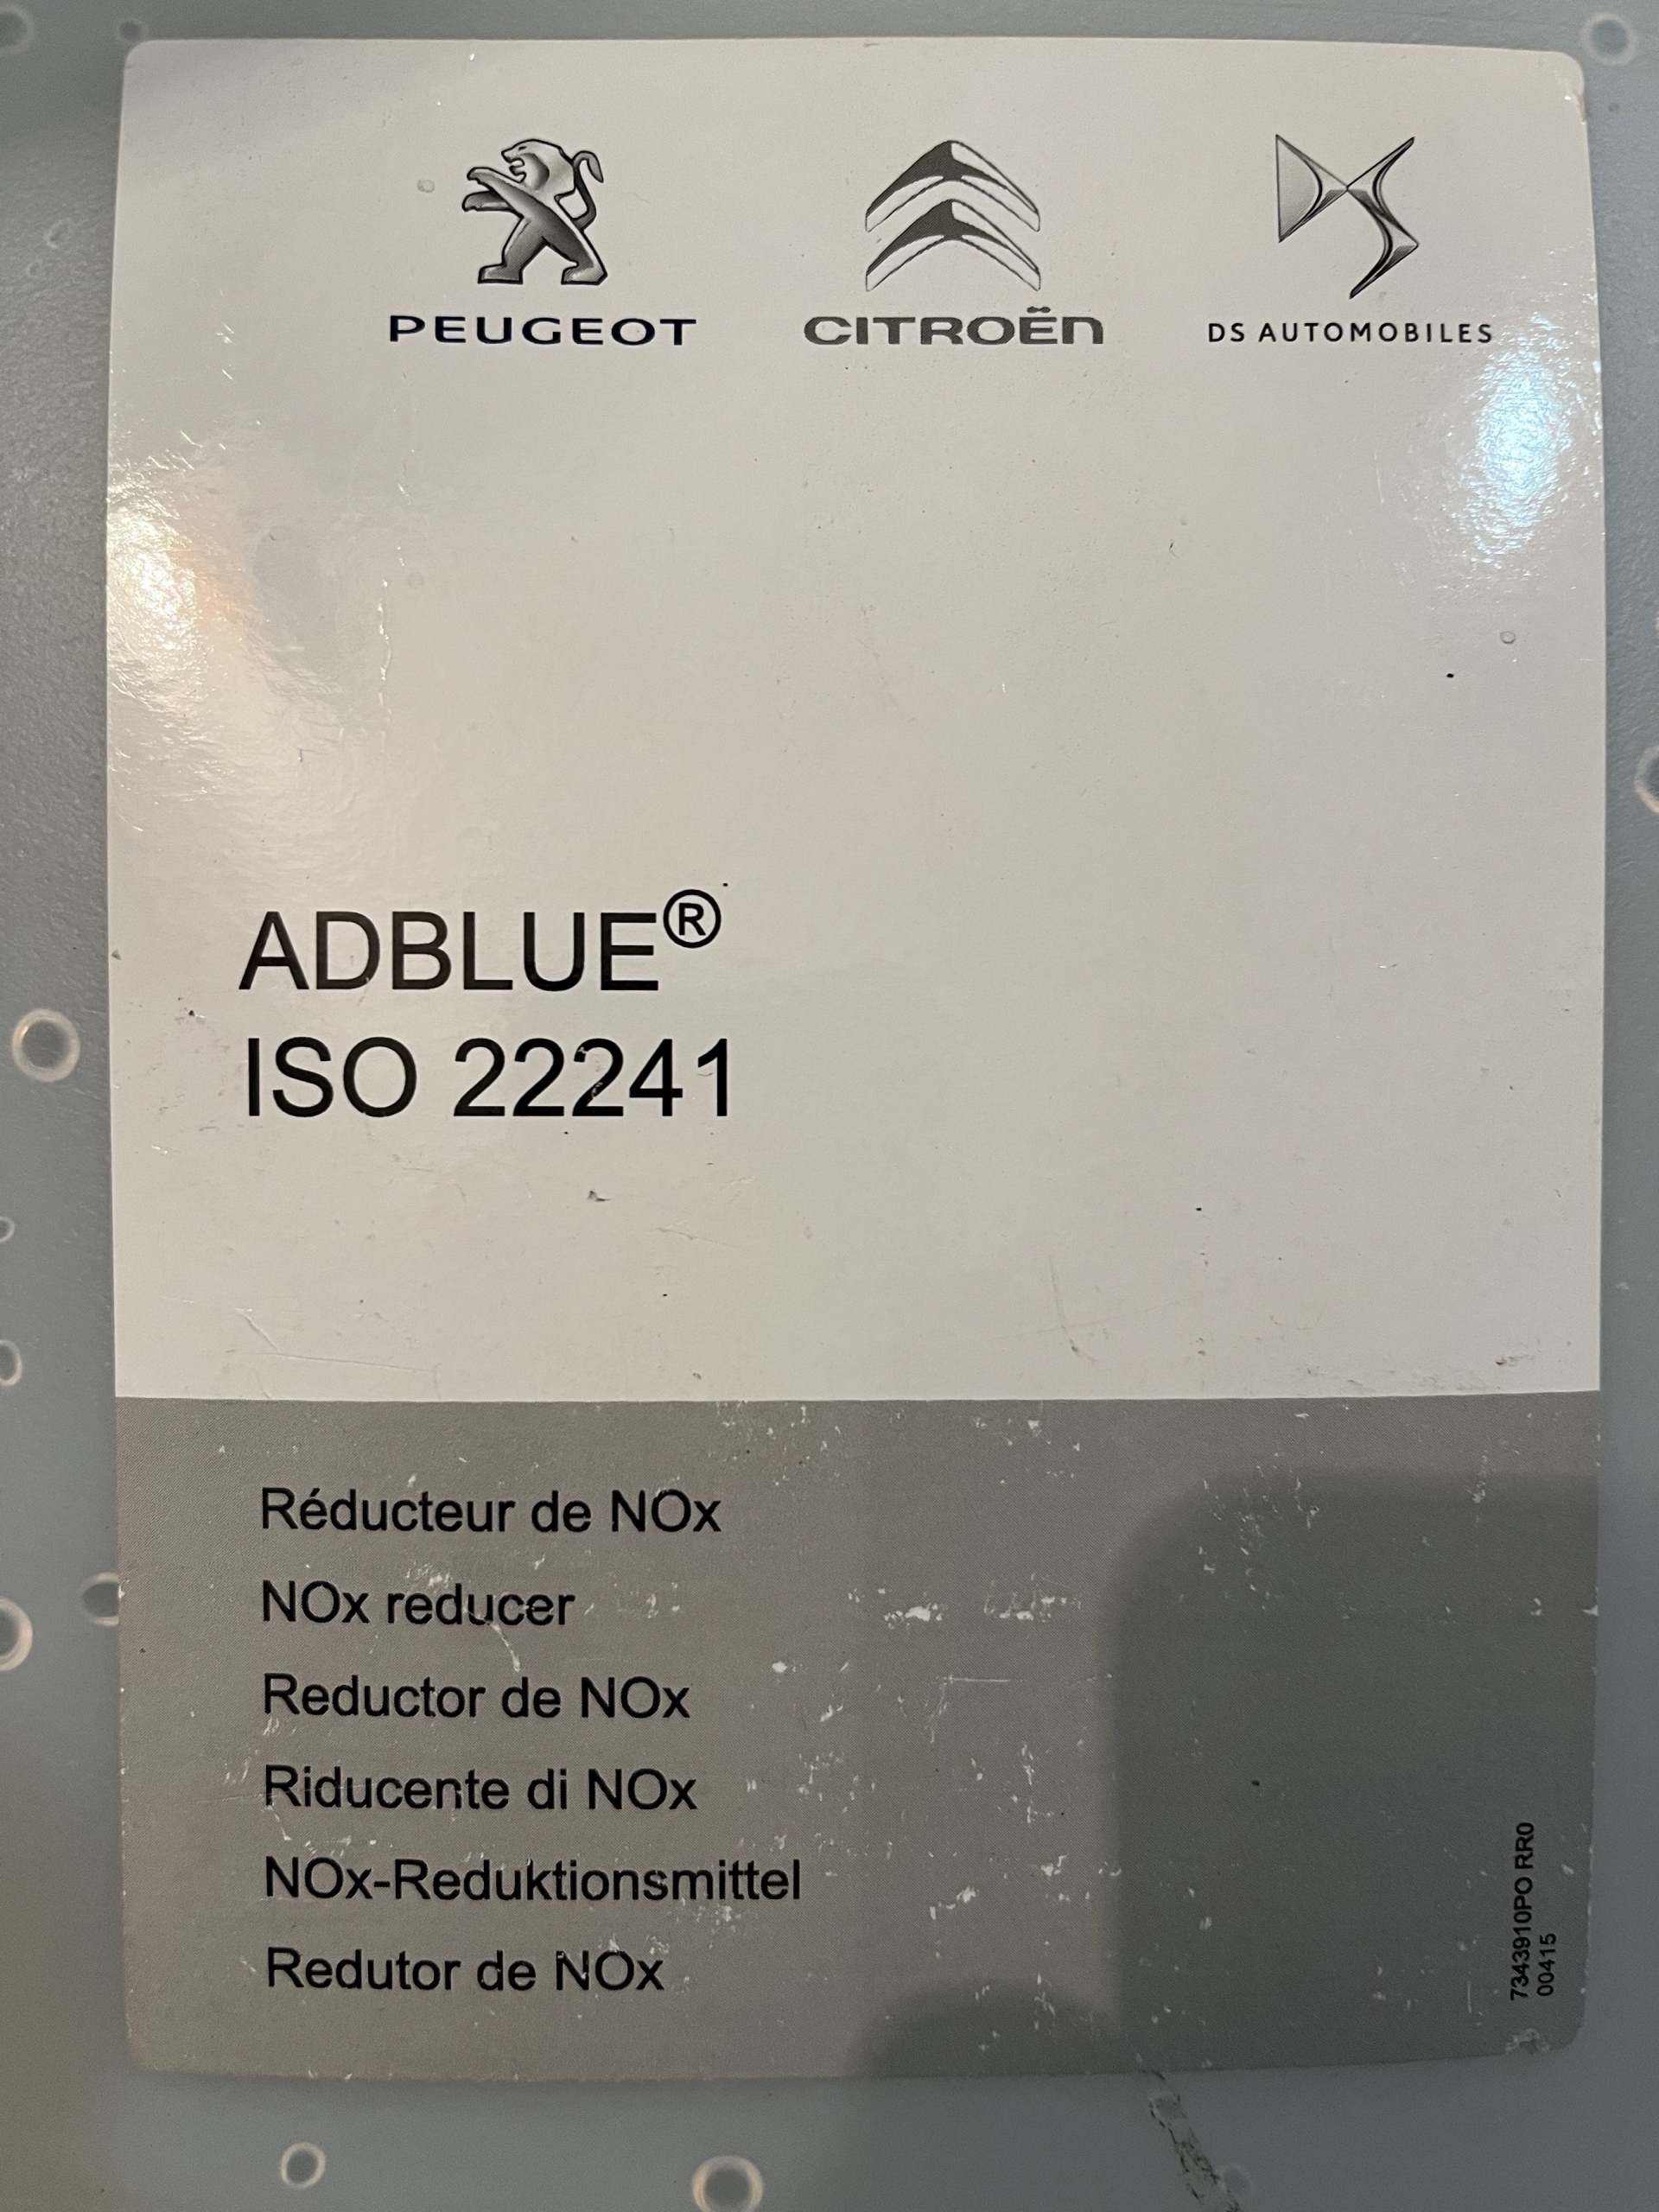 PEUGEOT
CITROËN
DS AUTOMOBILES
ADBLUE®
ISO 22241
Réducteur de NOx
NOx reducer
Reductor de NOx
Riducente di NOx
NOx-Reduktionsmittel
Redutor de NOx
7343910PO RR0
00415